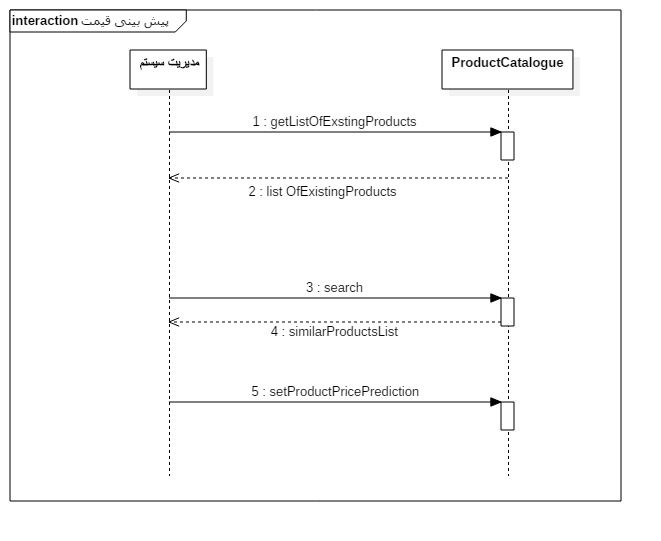 interaction پیش بینی قیمت
مدیریت سیستم
ProductCatalogue
1 : getListOfExstingProducts
2 : list OfExistingProducts
3 : search
4 : similarProductsList
5 : setProductPricePrediction